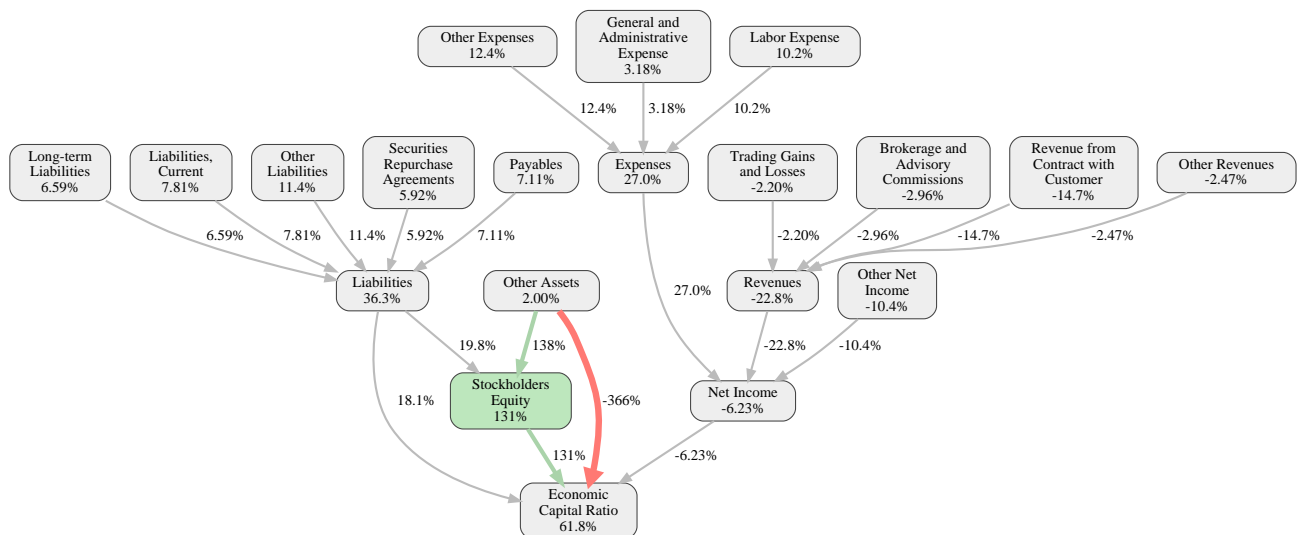 Other Expenses
12.4%
General and
Administrative
Expense
3.18%
Labor Expense
10.2%
12.4%
3.18%
10.2%
Long-term
Liabilities
6.59%
Liabilities,
Current
7.81%
Other
Liabilities
11.4%
Securities
Repurchase
Agreements
5.92%
Payables
7.11%
Expenses
27.0%
Trading Gains
and Losses
-2.20%
Brokerage and
Advisory
Commissions
-2.96%
Revenue from
Contract with
Customer
-14.7%
Other Revenues
-2.47%
6.59%
7.81%
11.4%
5.92%
7.11%
-2.20%
-2.96%
-14.7%
-2.47%
Liabilities
36.3%
Other Assets
2.00%
27.0%
Revenues
-22.8%
Other Net
Income
-10.4%
19.8%
138%
-22.8%
-10.4%
18.1%
Stockholders
Equity
131%
-366%
Net Income
-6.23%
131%
-6.23%
Economic
Capital Ratio
61.8%